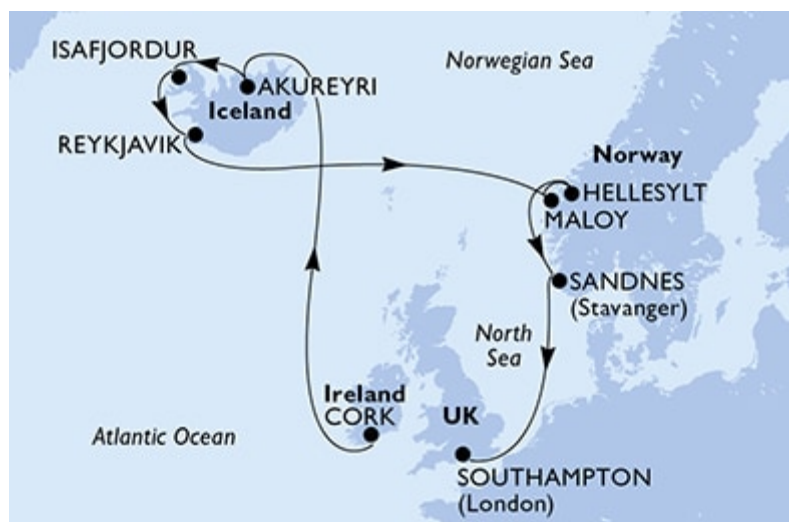 ISAFJORDUR
Norwegian Sea
AKUREYRI
Iceland
REYKJAVIK
Norway
HELLESYLT
MALOY
SANDNES
(Stavanger)
North
Sea
Ireland
CORK
UK
Atlantic Ocean
SOUTHAMPTON
(London)